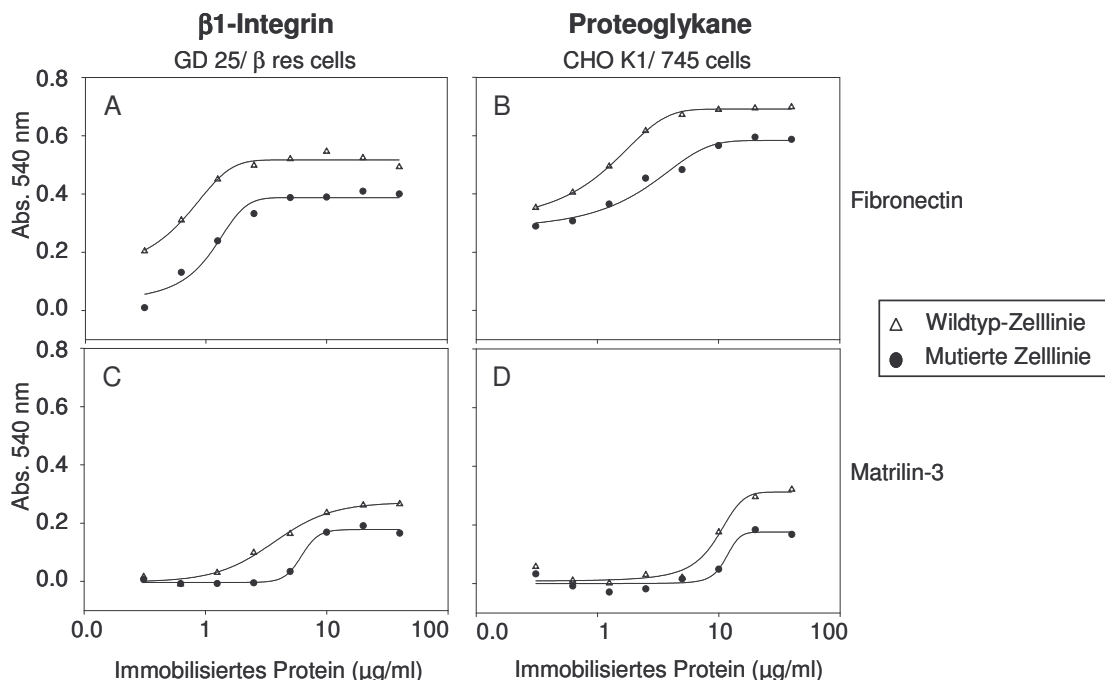 β1-Integrin
GD 25/ β res cells
Proteoglykane
CHO K1/ 745 cells
0.8
0.6
0.4
0.2
0.0
Abs. 540 nm
A
B
Fibronectin
△ Wildtyp-Zelllinie
● Mutierte Zelllinie
0.8
0.6
0.4
0.2
0.0
Abs. 540 nm
C
D
Matrilin-3
0.0 1 10 100
0.0 1 10 100
Immobilisiertes Protein (µg/ml)
Immobilisiertes Protein (µg/ml)